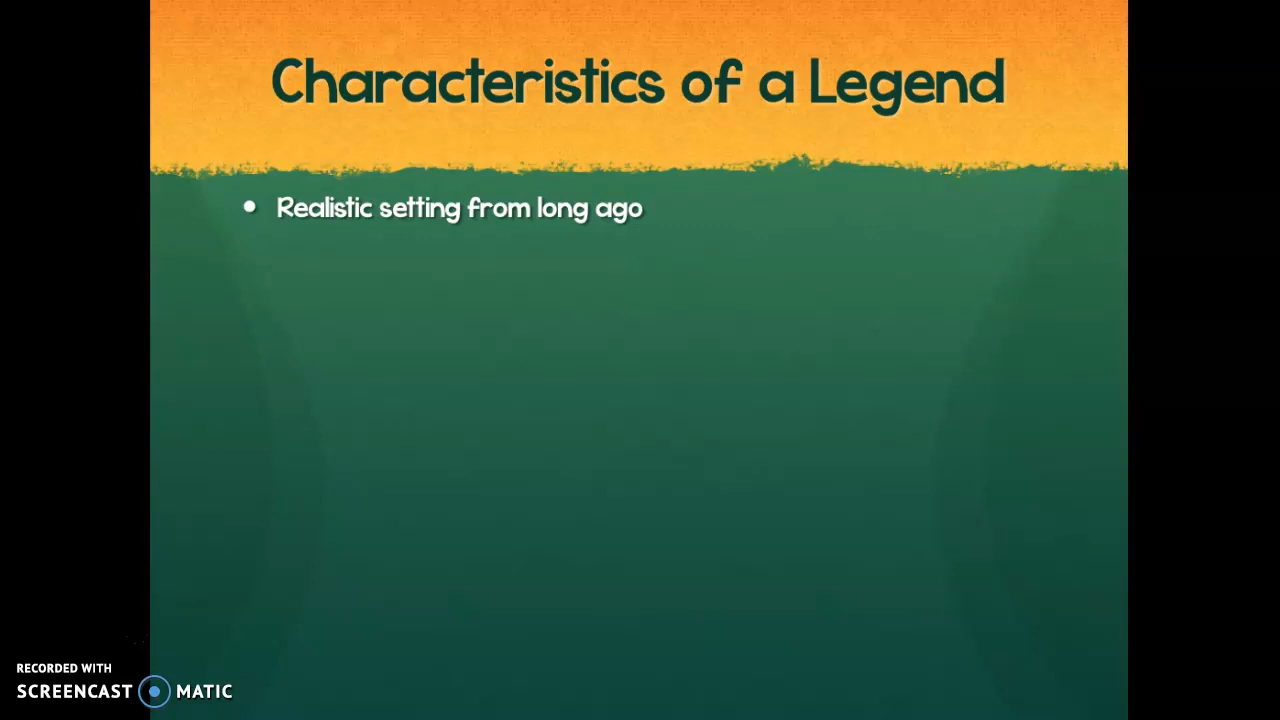 Characteristics of a Legend
• Realistic setting from long ago
RECORDED WITH
SCREENCAST MATIC